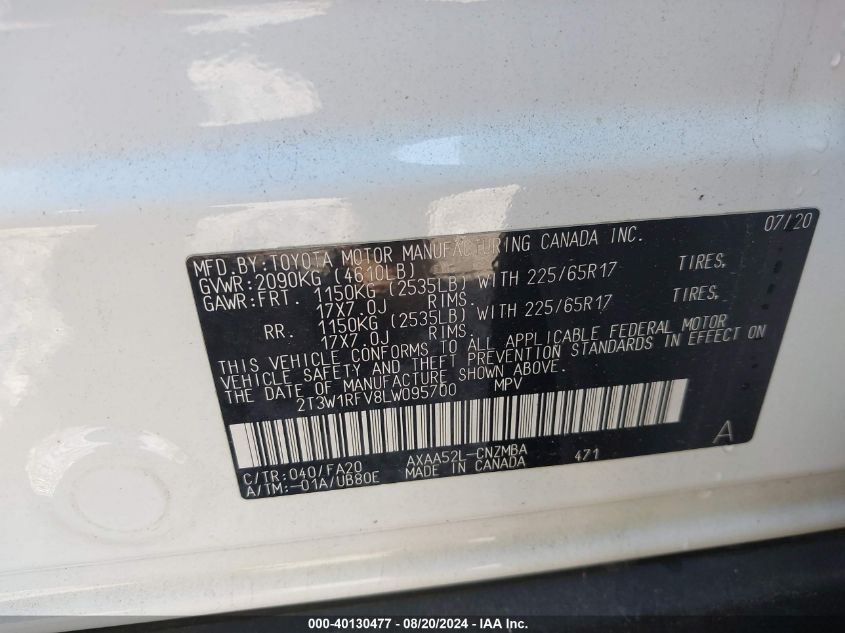 07/20
MFD.BY:TOYOTA MOTOR MANUFACTURING CANADA INC.
GVWR:2090KG (4610LB)
GAWR:FRT. 1150KG (2535LB) WITH 225/65R17 TIRES.
17X7.0J RIMS.
RR. 1150KG (2535LB) WITH 225/65R17 TIRES.
17X7.0J RIMS.
THIS VEHICLE CONFORMS TO ALL APPLICABLE FEDERAL MOTOR
VEHICLE SAFETY AND THEFT PREVENTION STANDARDS IN EFFECT ON
THE DATE OF MANUFACTURE SHOWN ABOVE.
2T3W1RFV8LW095700 MPV
C/TR:040/FA20 AXAA52L-CNZMBA 471 A
A/TM:-01A/UB80E MADE IN CANADA
000-40130477 - 08/20/2024 - IAA Inc.